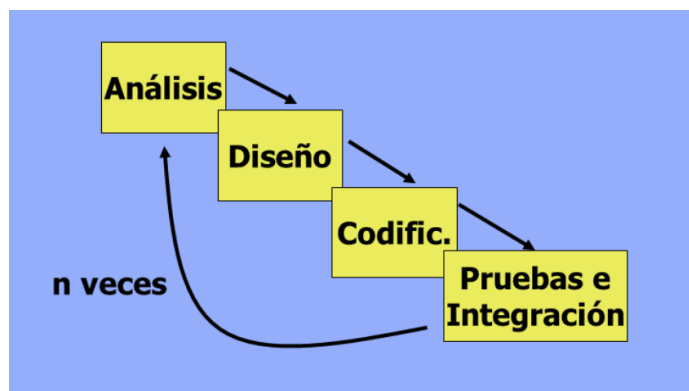 Análisis
Diseño
Codific.
n veces
Pruebas e
Integración